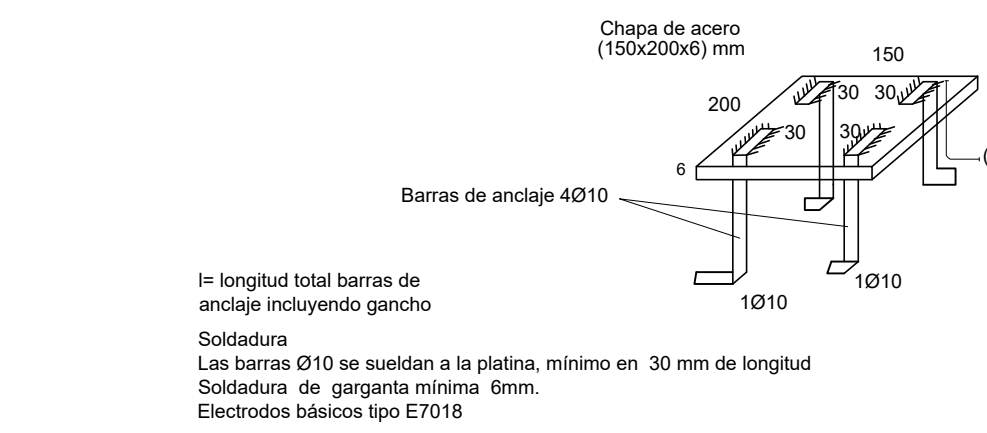 Chapa de acero
(150x200x6) mm
150
200
30
30
30
30
6
(
Barras de anclaje 4Ø10
1Ø10
1Ø10
l= longitud total barras de
anclaje incluyendo gancho
Soldadura
Las barras Ø10 se sueldan a la platina, mínimo en 30 mm de longitud
Soldadura de garganta mínima 6mm.
Electrodos básicos tipo E7018